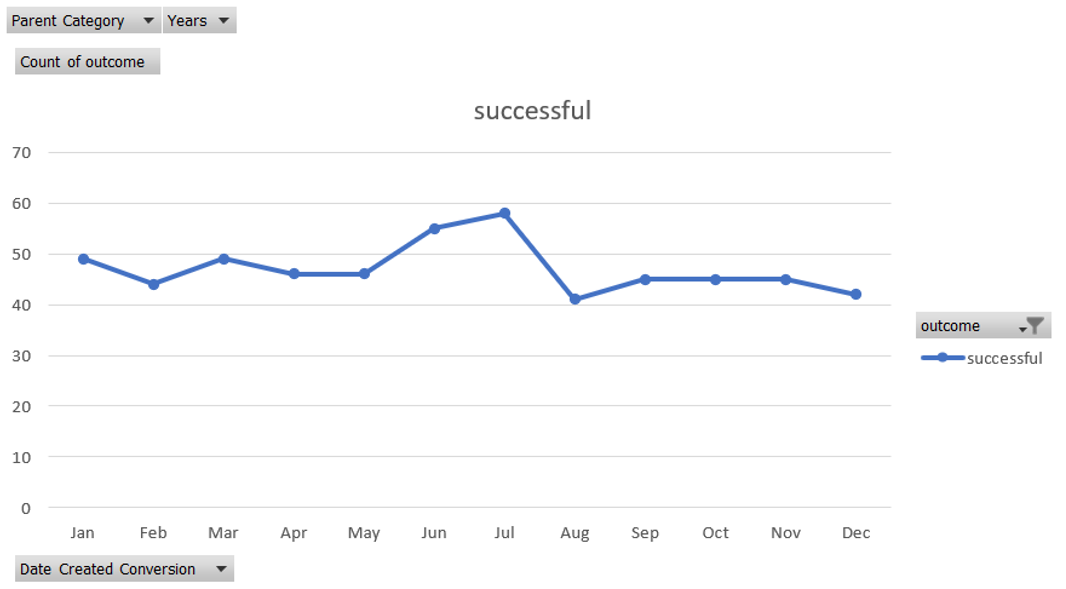 Parent Category Years
Count of outcome
successful
70
60
50
40
30
20
10
0
Jan Feb Mar Apr May Jun Jul Aug Sep Oct Nov Dec
outcome
successful
Date Created Conversion